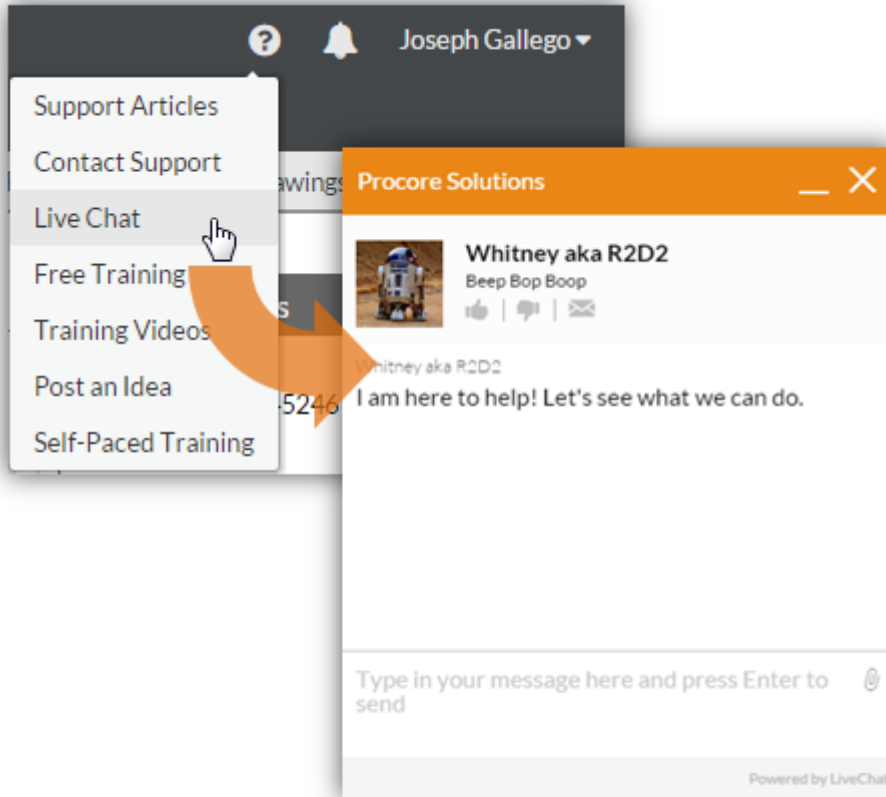 ?
Joseph Gallego
Support Articles
Contact Support
Live Chat
Free Training
Training Videos
Post an Idea
Self-Paced Training
awings
s
-5246
Procore Solutions
Whitney aka R2D2
Beep Bop Boop
Whitney aka R2D2
I am here to help! Let's see what we can do.
Type in your message here and press Enter to
send
Powered by LiveChat